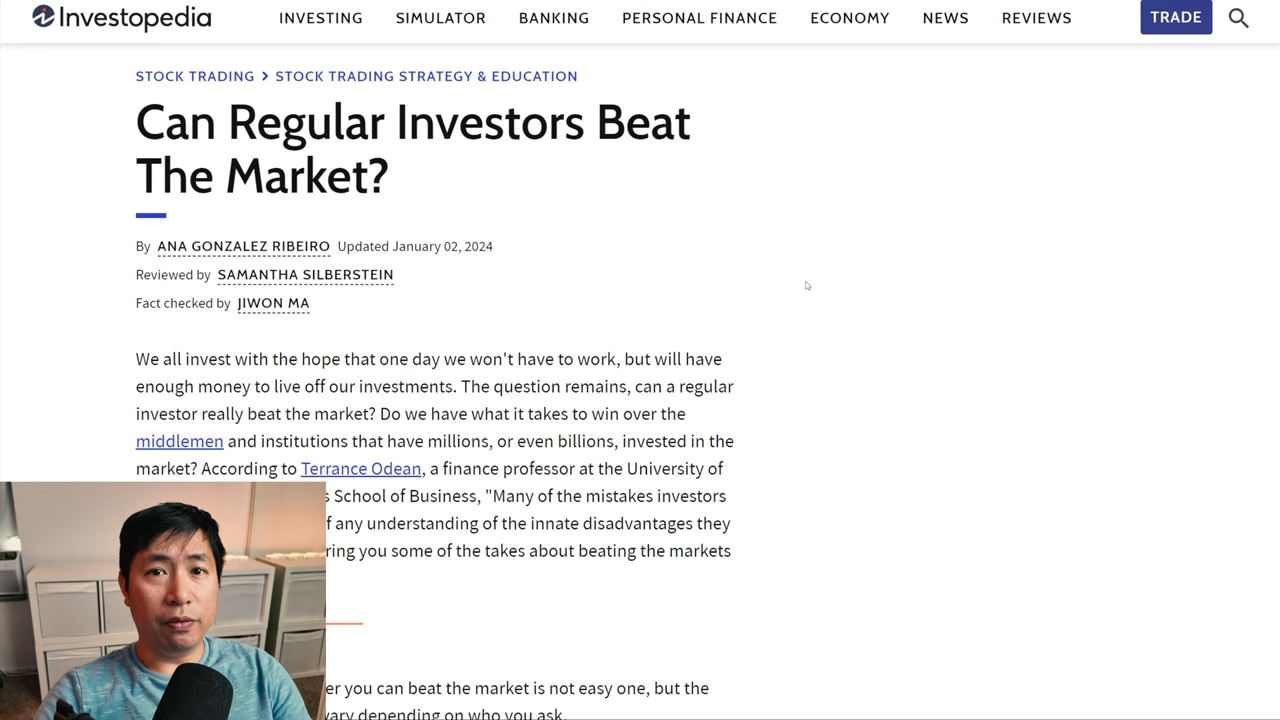 Investopedia
INVESTING SIMULATOR BANKING PERSONAL FINANCE ECONOMY NEWS REVIEWS TRADE
STOCK TRADING > STOCK TRADING STRATEGY & EDUCATION
Can Regular Investors Beat
The Market?
By ANA GONZALEZ RIBEIRO Updated January 02, 2024
Reviewed by SAMANTHA SILBERSTEIN
Fact checked by JIWON MA
We all invest with the hope that one day we won't have to work, but will have
enough money to live off our investments. The question remains, can a regular
investor really beat the market? Do we have what it takes to win over the
middlemen and institutions that have millions, or even billions, invested in the
market? According to Terrance Odean, a finance professor at the University of
School of Business, "Many of the mistakes investors
any understanding of the innate disadvantages they
you some of the takes about beating the markets
you can beat the market is not easy one, but the
vary depending on who you ask.